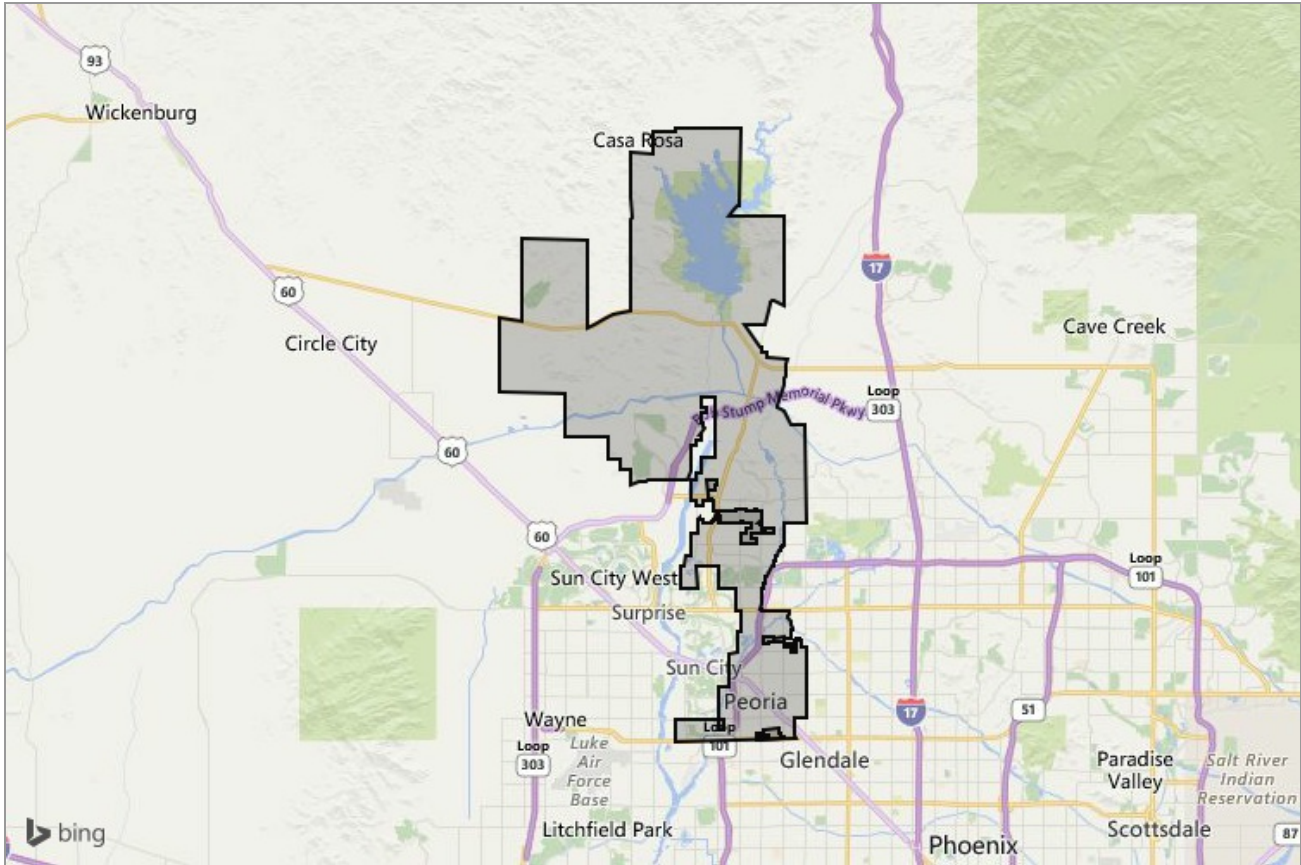 93
Wickenburg
Casa Rosa
17
60
Circle City
Cave Creek
Bob Stump Memorial Pkwy
Loop
303
60
60
Loop
101
Sun City West
Surprise
Sun City
Peoria
Wayne
Loop
303
Luke
Air
Force
Base
Loop
101
Glendale
17
51
Paradise
Valley
Salt River
Indian
Reservation
Litchfield Park
Phoenix
Scottsdale
87
bing